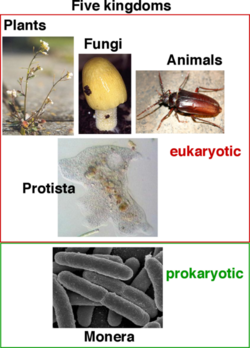 Five kingdoms
Plants
Fungi
Animals
eukaryotic
Protista
prokaryotic
Monera